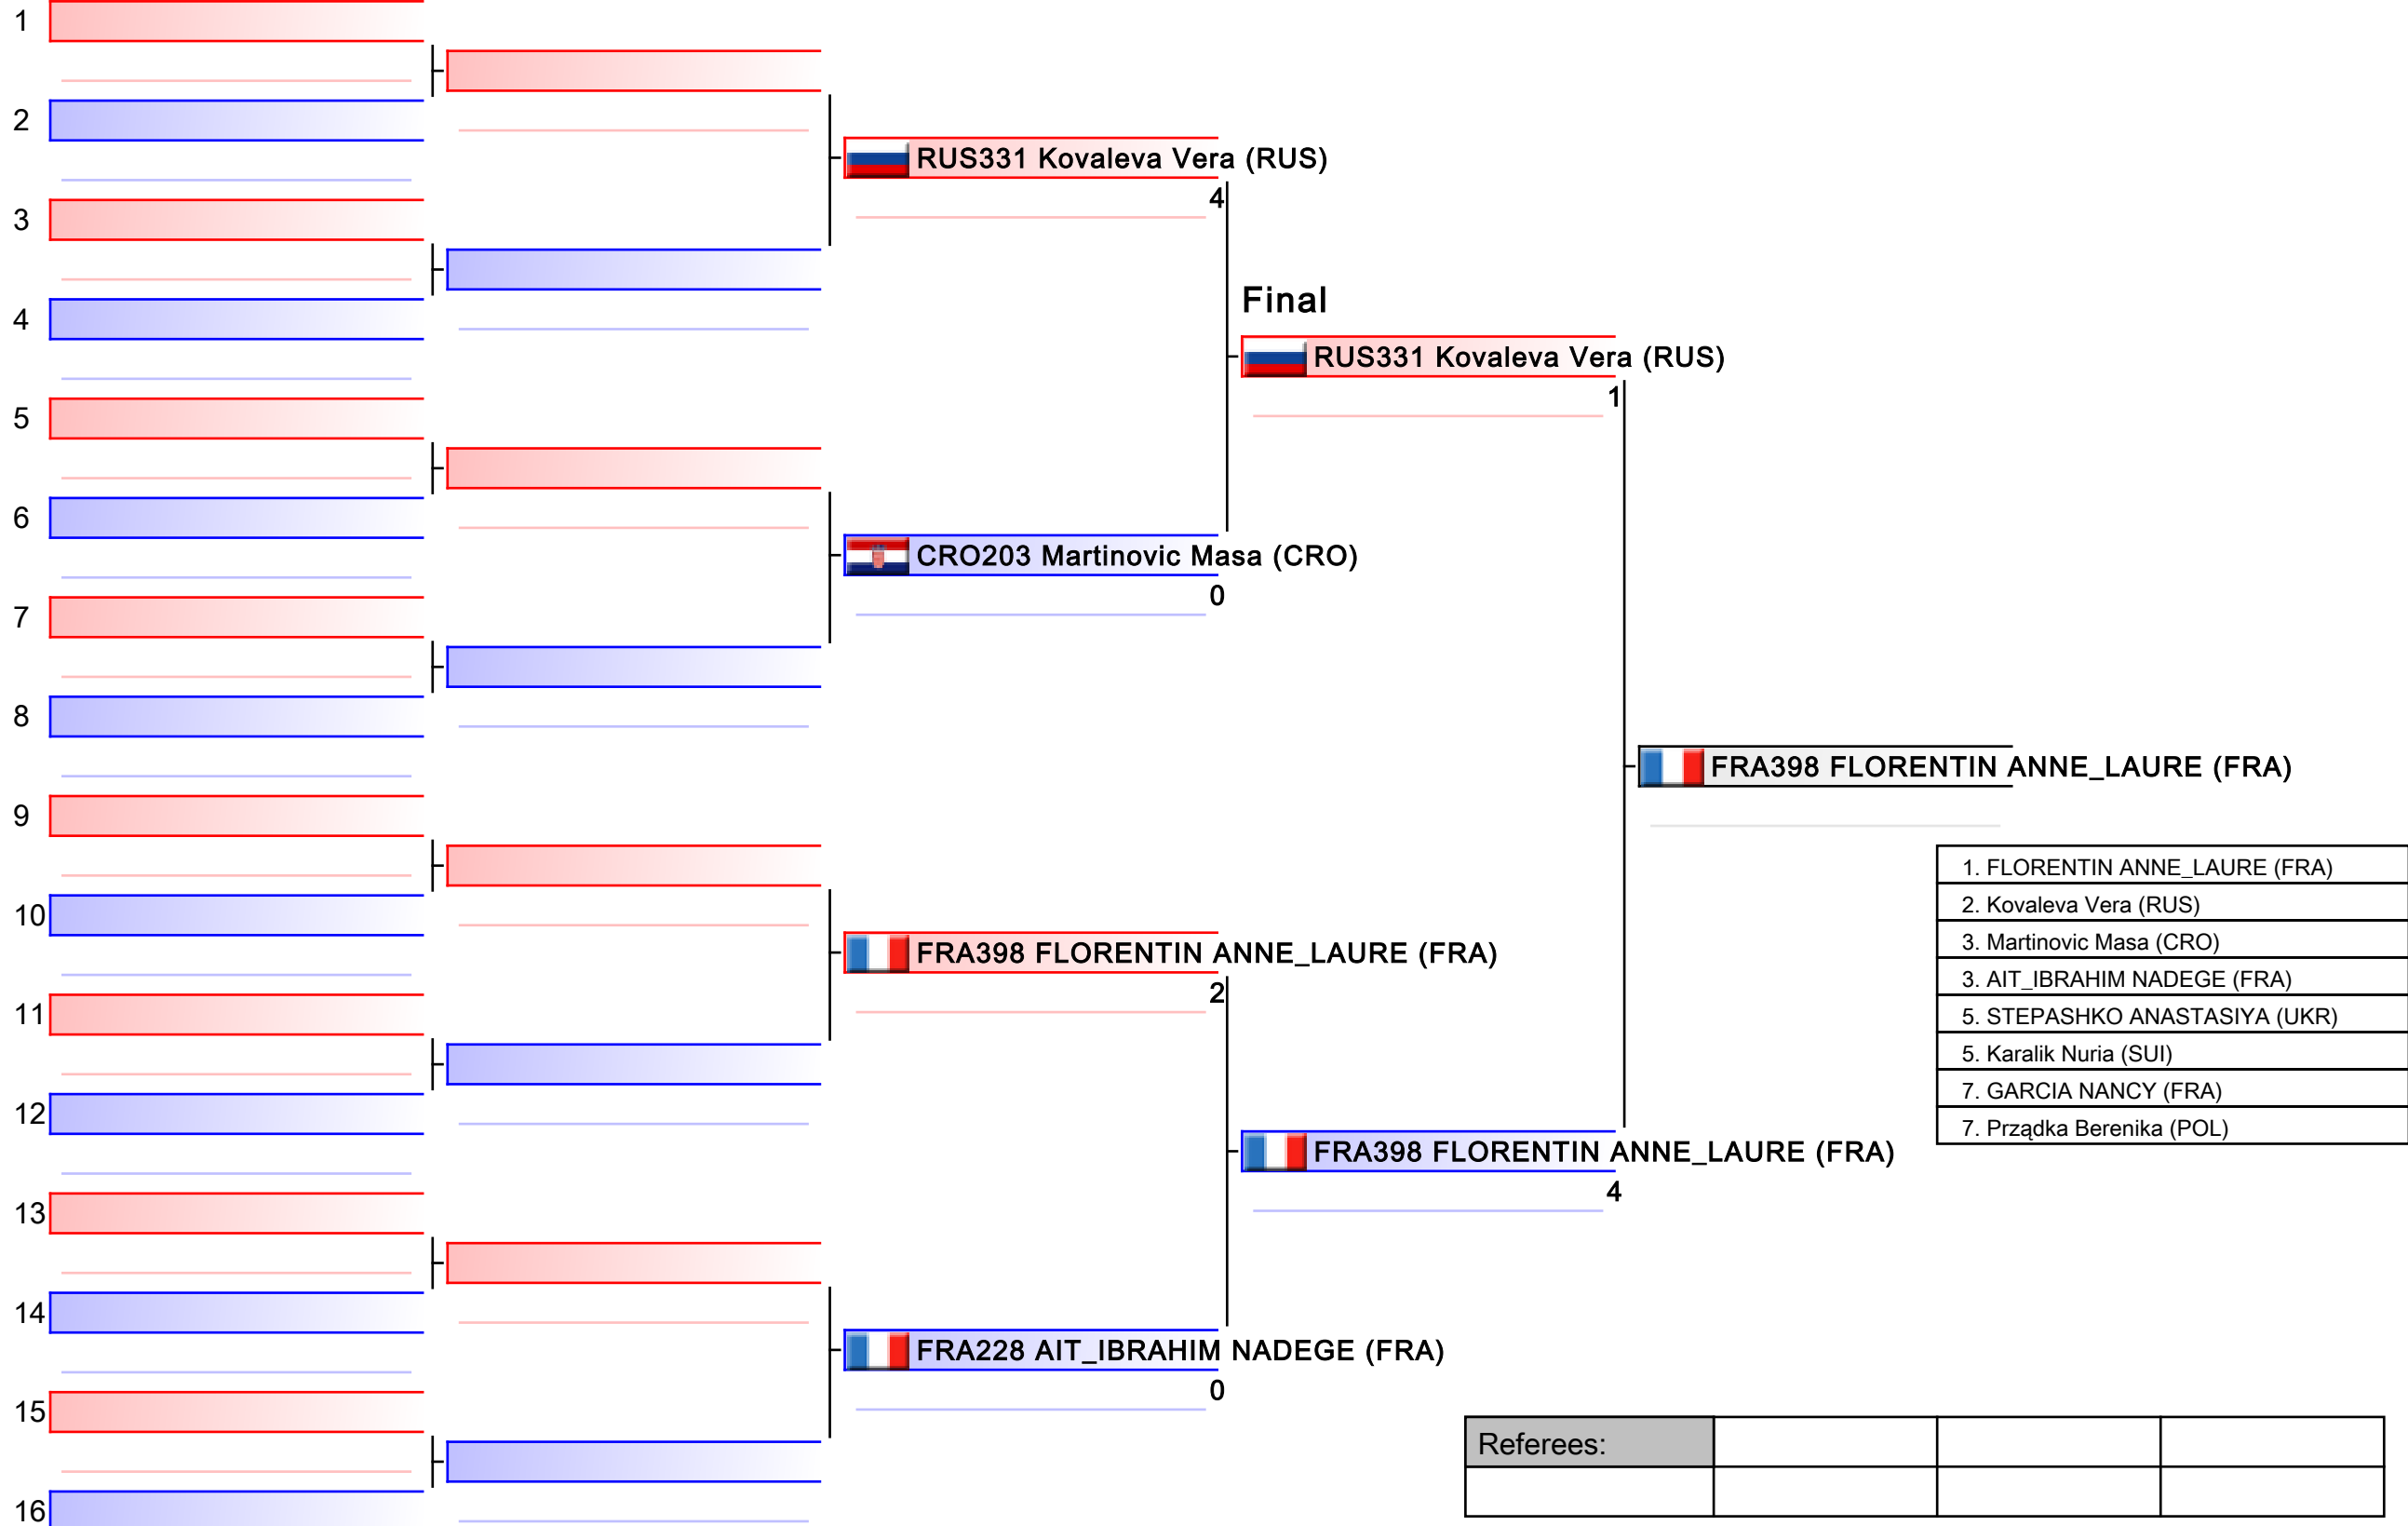 1
2
RUS331 Kovaleva Vera (RUS)
4
3
Final
4
RUS331 Kovaleva Vera (RUS)
1
5
6
CRO203 Martinovic Masa (CRO)
0
7
8
FRA398 FLORENTIN ANNE_LAURE (FRA)
9
1. FLORENTIN ANNE_LAURE (FRA)
2. Kovaleva Vera (RUS)
3. Martinovic Masa (CRO)
3. AIT_IBRAHIM NADEGE (FRA)
5. STEPASHKO ANASTASIYA (UKR)
5. Karalik Nuria (SUI)
7. GARCIA NANCY (FRA)
7. Prządka Berenika (POL)
10
FRA398 FLORENTIN ANNE_LAURE (FRA)
2
11
12
FRA398 FLORENTIN ANNE_LAURE (FRA)
4
13
14
FRA228 AIT_IBRAHIM NADEGE (FRA)
0
15
Referees:
16